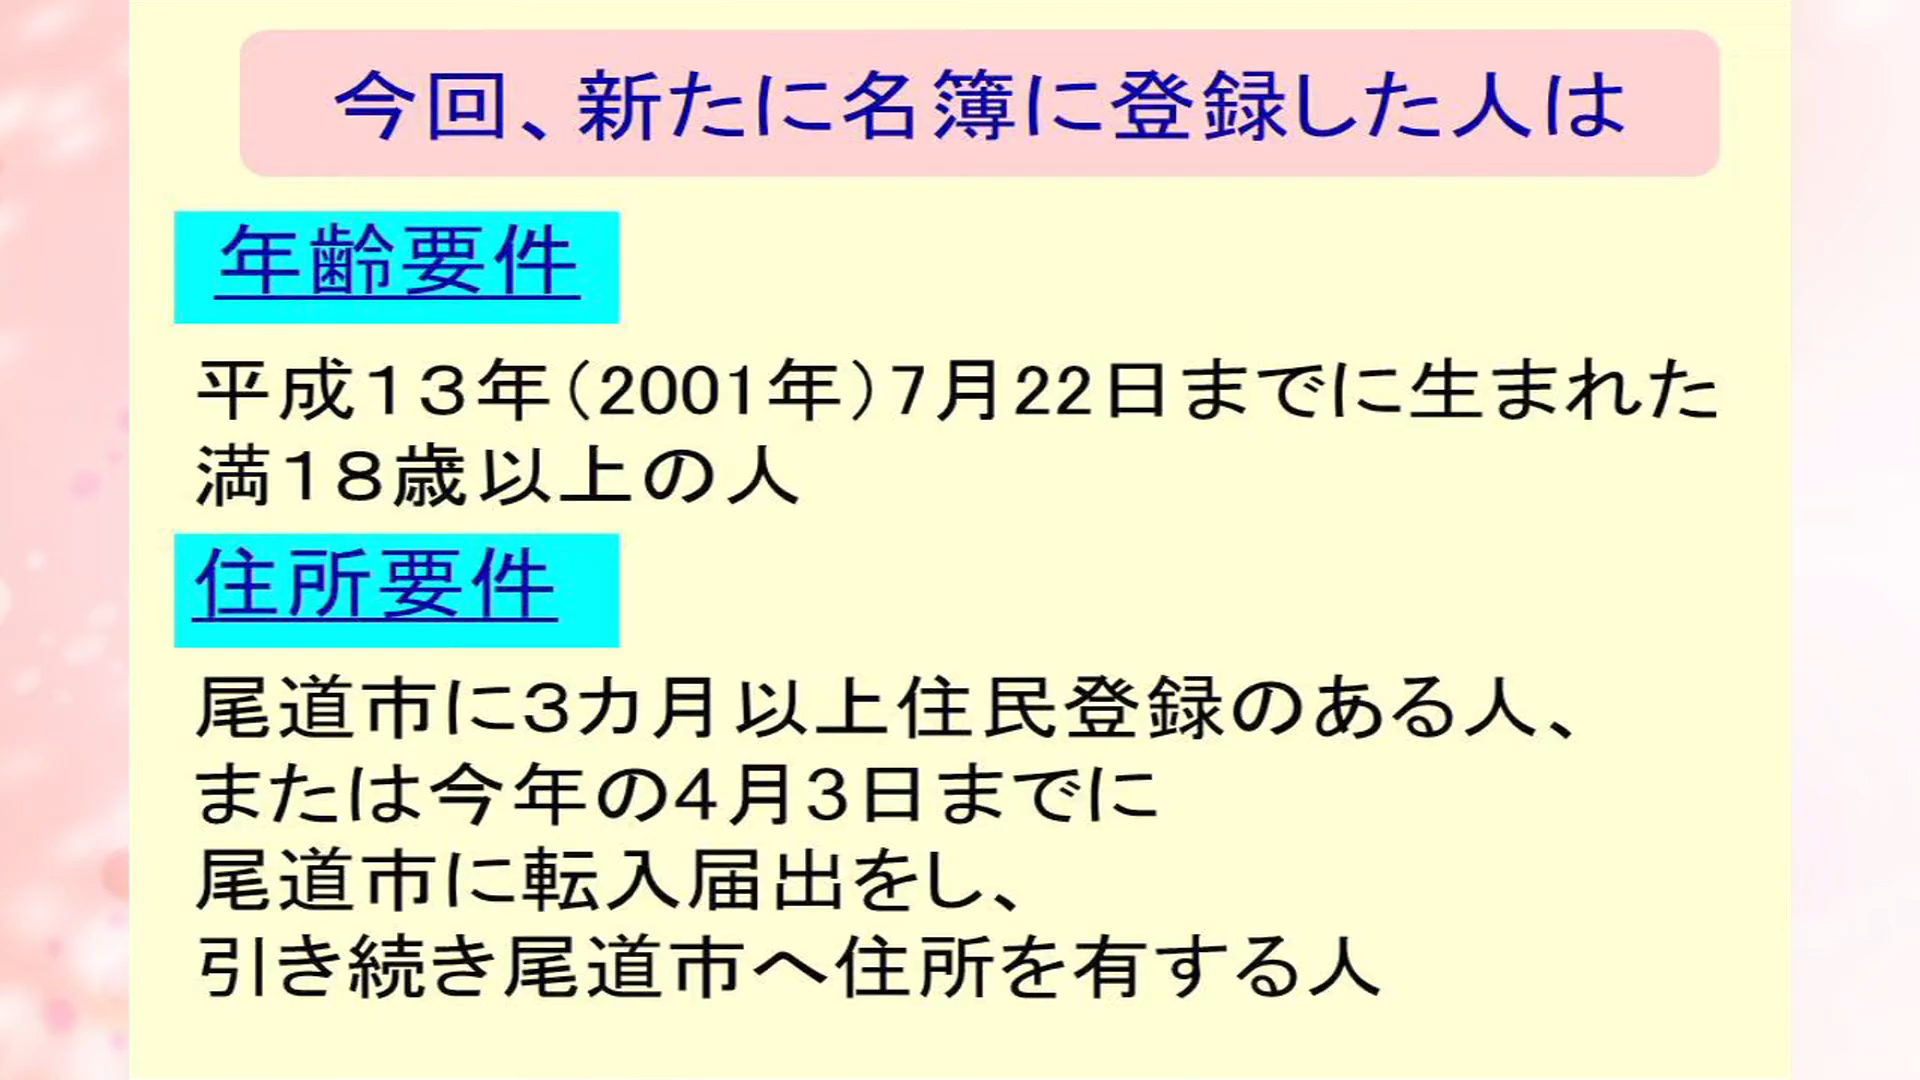 今回、新たに名簿に登録した人は
年齢要件
平成１３年（2001年）7月22日までに生まれた
満１８歳以上の人
住所要件
尾道市に3カ月以上住民登録のある人、
または今年の4月3日までに
尾道市に転入届出をし、
引き続き尾道市へ住所を有する人